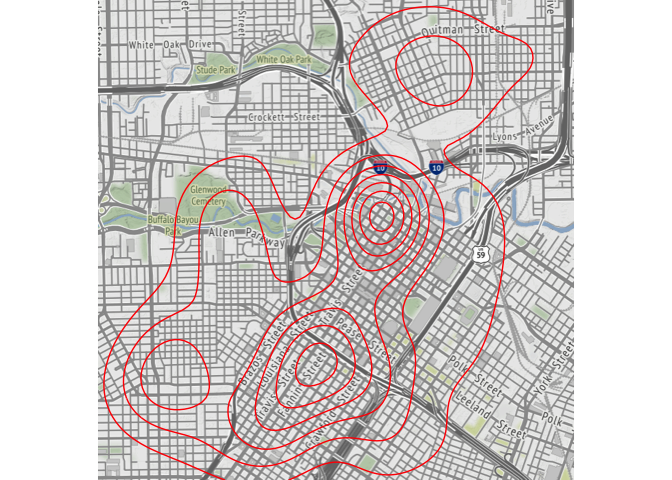 Quitman Street
White Oak Drive
White Oak Park
Stude Park
Crockett Street
Lyons Avenue
10
10
Glenwood
Cemetery
Buffalo Bayou
Park
Allen Parkway
59
Travis Street
Pease Street
Brazos Street
Louisiana Street
Travis Street
Fannin Street
Crawford Street
Polk Street
Leeland Street
York Street
Polk
Street